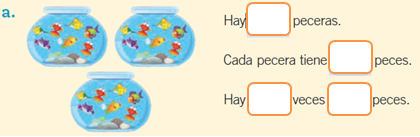 a.
Hay peceras.
Cada pecera tiene peces.
Hay veces peces.